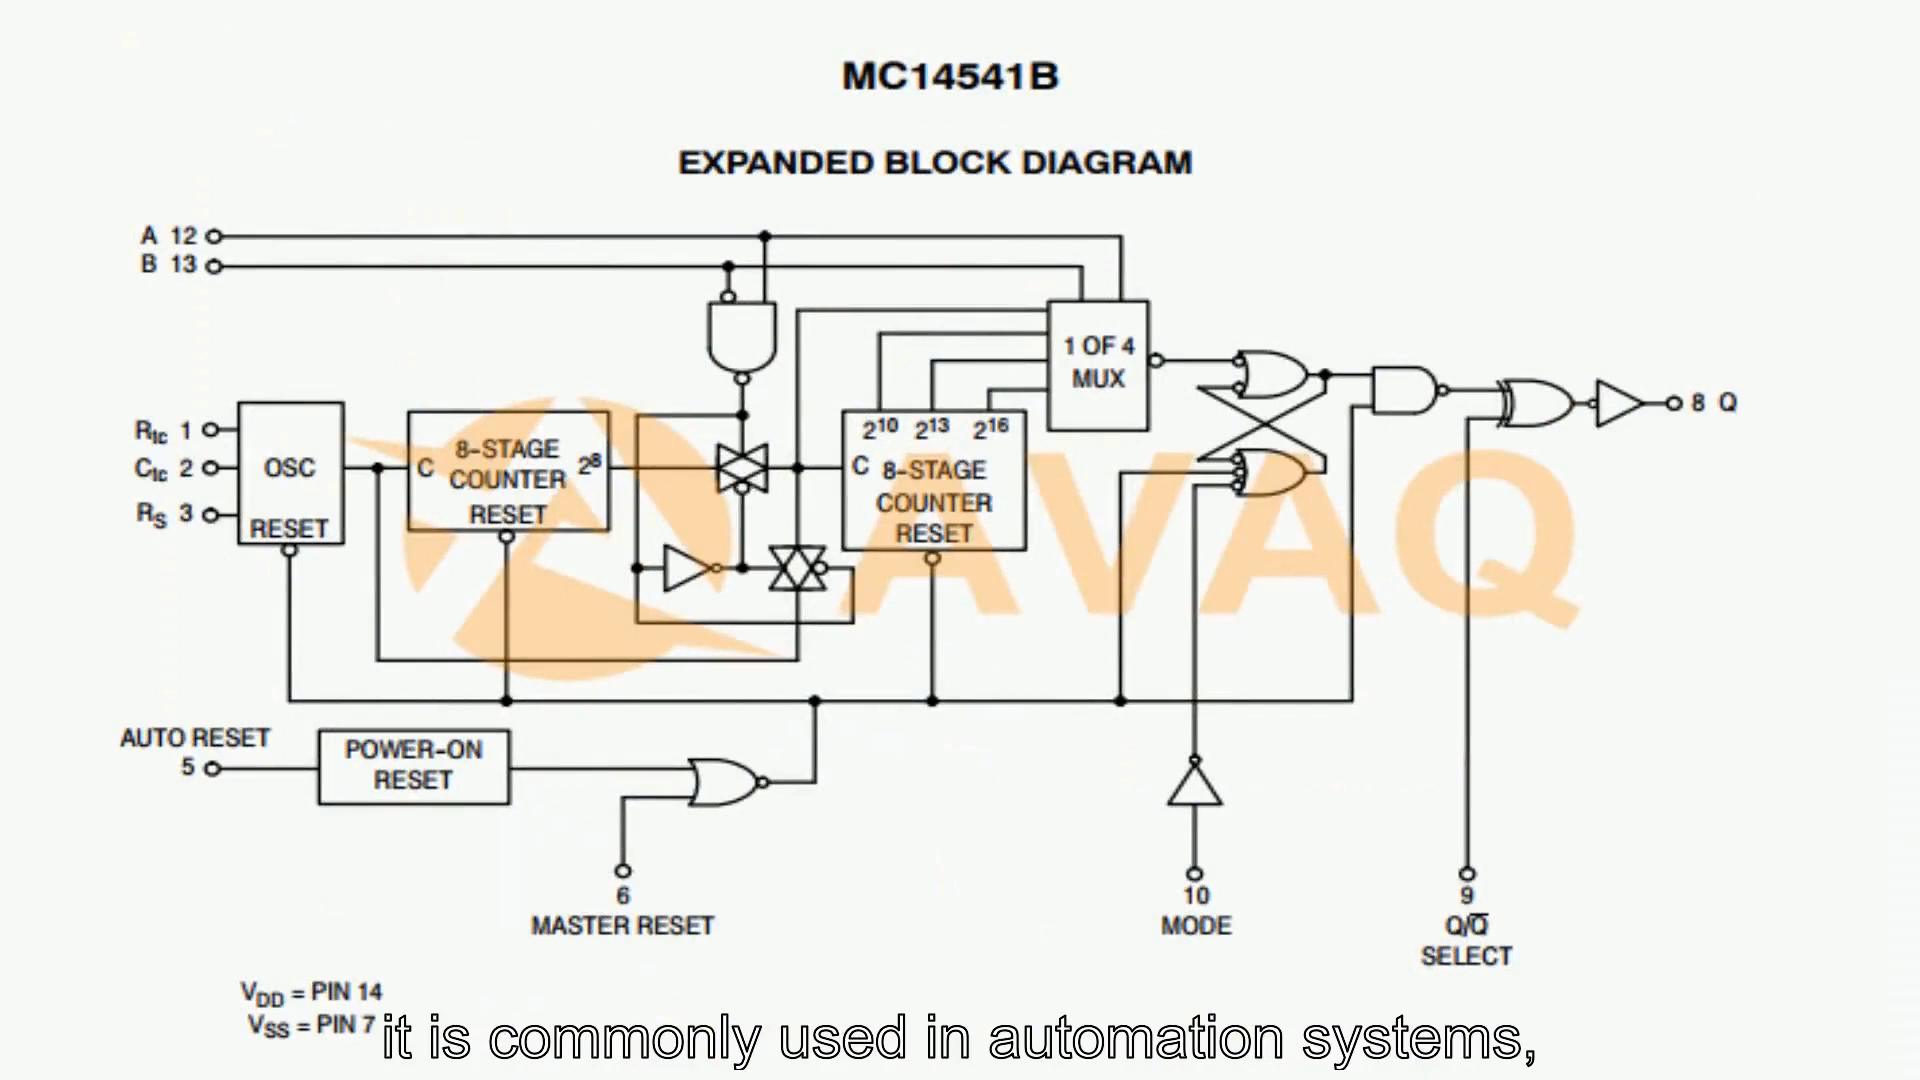 MC14541B
EXPANDED BLOCK DIAGRAM
A 12
B 13
1 OF 4
MUX
8 Q
Rtc 1
Ctc 2
RS 3
OSC
RESET
C
8-STAGE
COUNTER
RESET
2⁸
2¹⁰ 2¹³ 2¹⁶
C 8-STAGE
COUNTER
RESET
AVAQ
AUTO RESET
5
POWER-ON
RESET
6
MASTER RESET
10
MODE
9
Q/Q̅
SELECT
VDD = PIN 14
VSS = PIN 7
it is commonly used in automation systems,